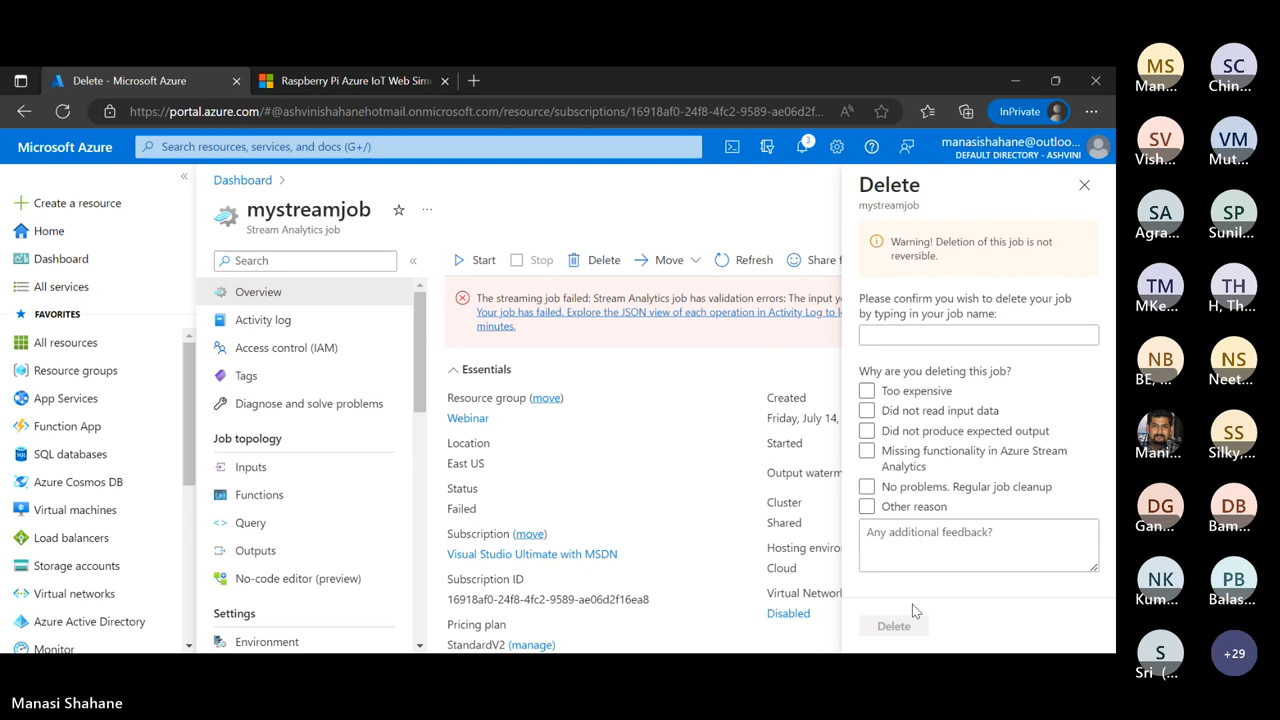 Delete - Microsoft Azure
Raspberry Pi Azure IoT Web Sim
https://portal.azure.com/#@ashvinishahanehotmail.onmicrosoft.com/resource/subscriptions/16918af0-24f8-4fc2-9589-ae06d2f...
InPrivate
Microsoft Azure
Search resources, services, and docs (G+/)
3
manasishahane@outloo...
DEFAULT DIRECTORY - ASHVINI
Create a resource
Home
Dashboard
All services
FAVORITES
All resources
Resource groups
App Services
Function App
SQL databases
Azure Cosmos DB
Virtual machines
Load balancers
Storage accounts
Virtual networks
Azure Active Directory
Monitor
Dashboard
mystreamjob
Stream Analytics job
Search
Overview
Activity log
Access control (IAM)
Tags
Diagnose and solve problems
Job topology
Inputs
Functions
Query
Outputs
No-code editor (preview)
Settings
Environment
Start
Stop
Delete
Move
Refresh
Share f
The streaming job failed: Stream Analytics job has validation errors: The input y
Your job has failed. Explore the JSON view of each operation in Activity Log to l
minutes.
Essentials
Resource group (move)
Webinar
Location
East US
Status
Failed
Subscription (move)
Visual Studio Ultimate with MSDN
Subscription ID
16918af0-24f8-4fc2-9589-ae06d2f16ea8
Pricing plan
StandardV2 (manage)
Created
Friday, July 14,
Started
Output waterm
Cluster
Shared
Hosting enviro
Cloud
Virtual Networ
Disabled
Delete
mystreamjob
Warning! Deletion of this job is not
reversible.
Please confirm you wish to delete your job
by typing in your job name:
Why are you deleting this job?
Too expensive
Did not read input data
Did not produce expected output
Missing functionality in Azure Stream
Analytics
No problems. Regular job cleanup
Other reason
Any additional feedback?
Delete
MS
Man...
SC
Chin...
SV
Vish...
VM
Mut...
SA
Agra...
SP
Sunil...
TM
MKe...
TH
H, Th...
NB
BE, ...
NS
Neet...
Mani...
SS
Silky,...
DG
Gan...
DB
Bam...
NK
Kum...
PB
Balas...
S
Sri (...
+29
Manasi Shahane